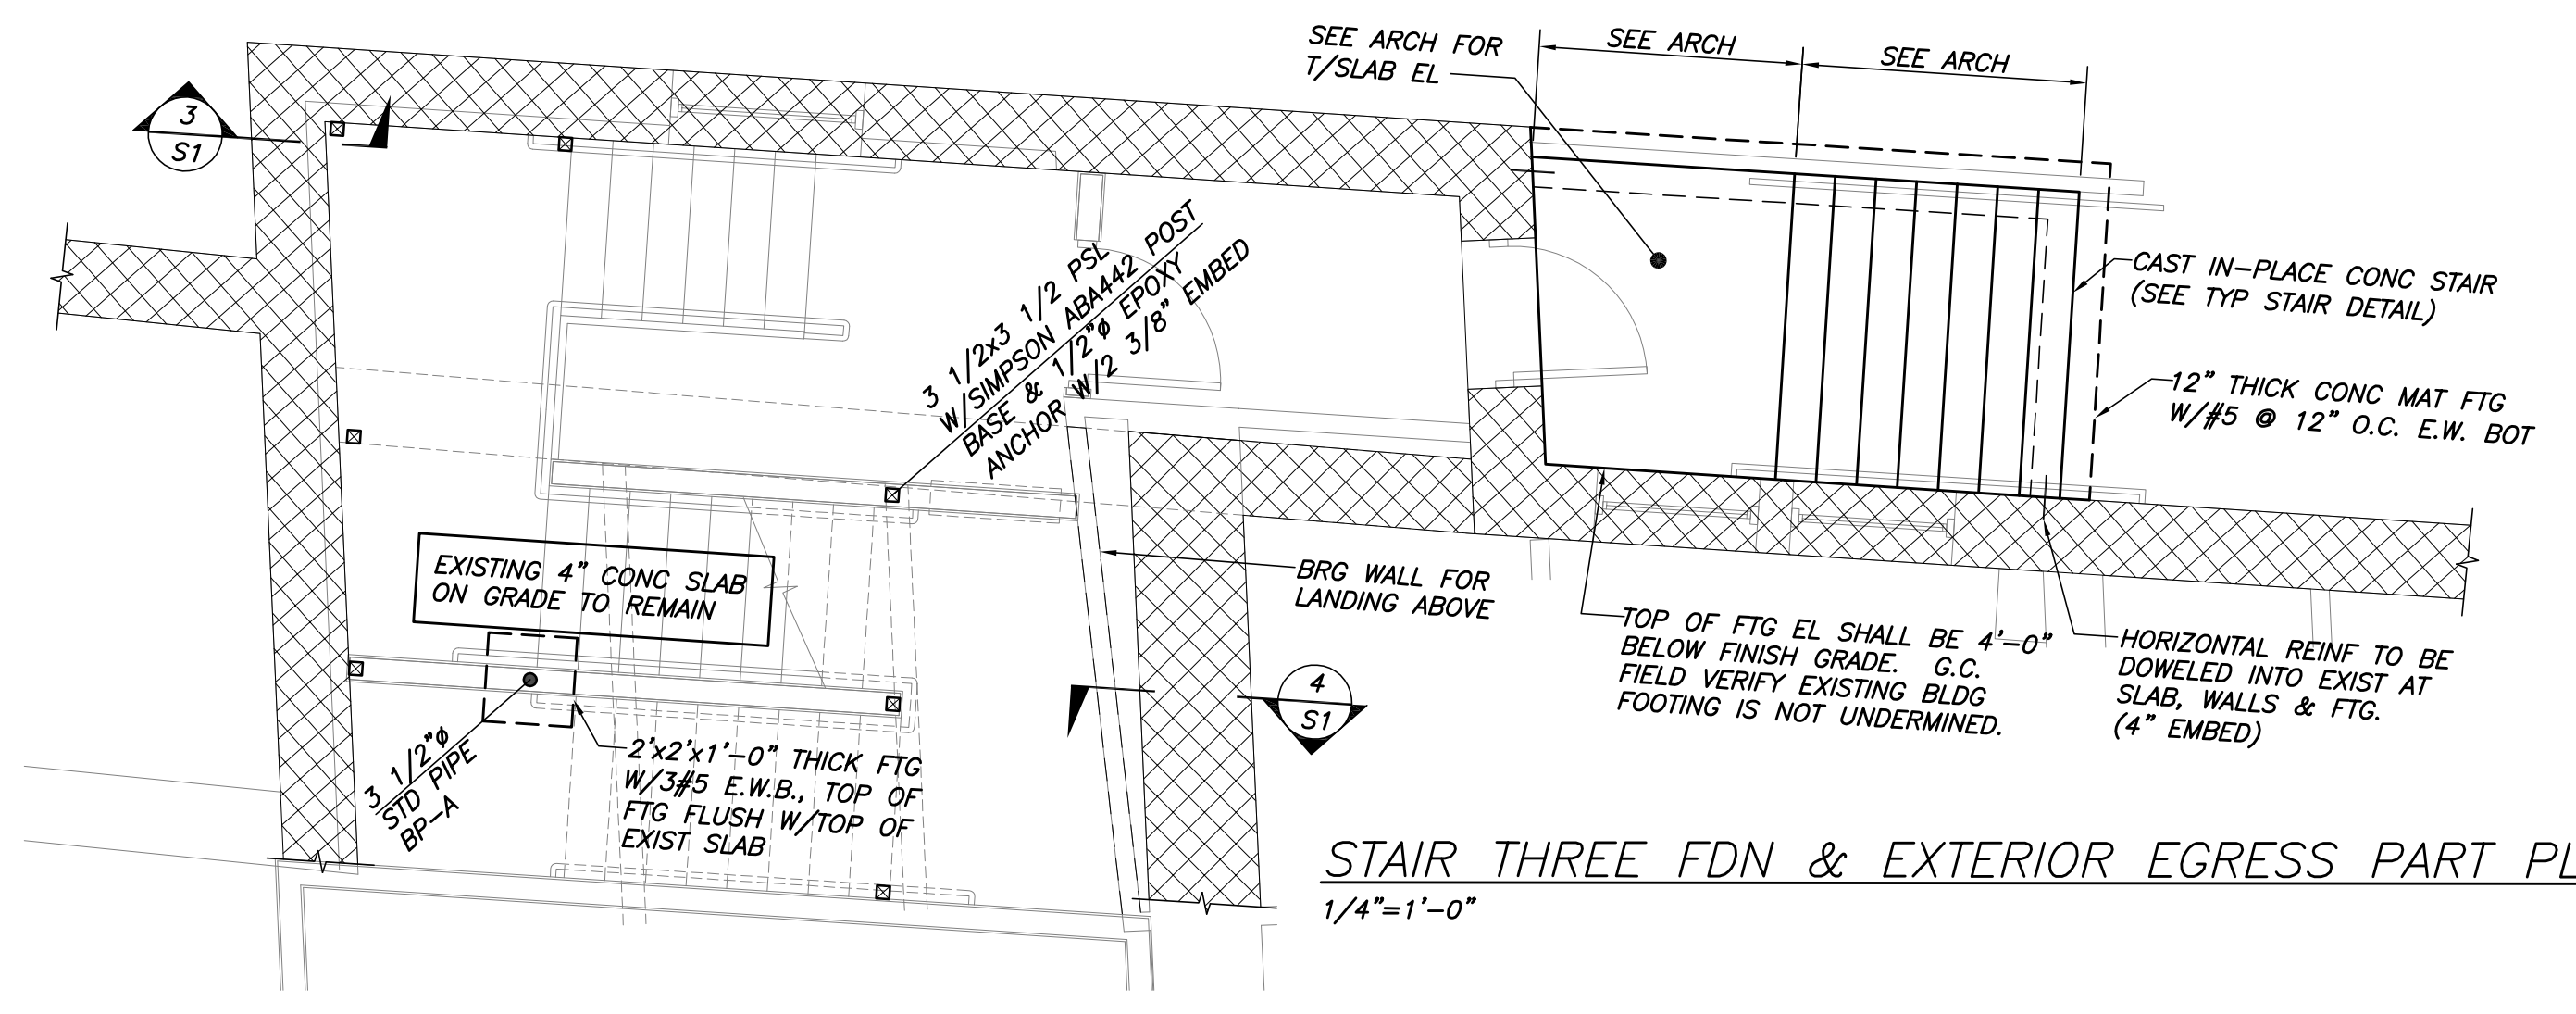 SEE ARCH FOR
T/SLAB EL
SEE ARCH
SEE ARCH
3
S1
3 1/2x3 1/2 PSL
W/SIMPSON ABA442 POST
BASE & 1/2"ø EPOXY
ANCHOR W/2 3/8" EMBED
CAST IN-PLACE CONC STAIR
(SEE TYP STAIR DETAIL)
12" THICK CONC MAT FTG
W/#5 @ 12" O.C. E.W. BOT
EXISTING 4" CONC SLAB
ON GRADE TO REMAIN
BRG WALL FOR
LANDING ABOVE
TOP OF FTG EL SHALL BE 4'-0"
BELOW FINISH GRADE. G.C.
FIELD VERIFY EXISTING BLDG
FOOTING IS NOT UNDERMINED.
HORIZONTAL REINF TO BE
DOWELED INTO EXIST AT
SLAB, WALLS & FTG.
(4" EMBED)
4
S1
3 1/2"ø
STD PIPE
BP-A
2'x2'x1'-0" THICK FTG
W/3#5 E.W.B., TOP OF
FTG FLUSH W/TOP OF
EXIST SLAB
STAIR THREE FDN & EXTERIOR EGRESS PART PL
1/4"=1'-0"